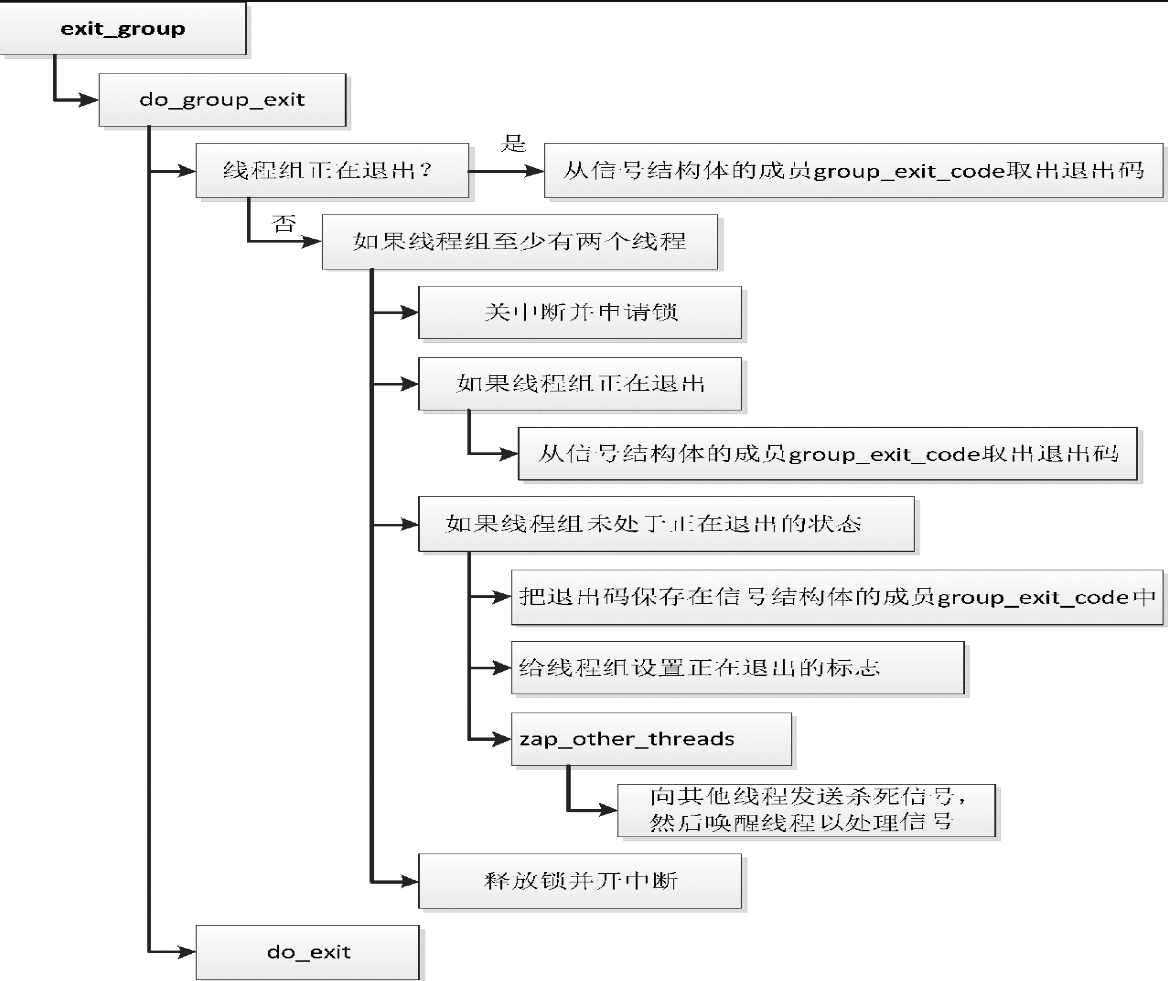 exit_group
do_group_exit
线程组正在退出？
是
从信号结构体的成员group_exit_code取出退出码
否
如果线程组至少有两个线程
关中断并申请锁
如果线程组正在退出
从信号结构体的成员group_exit_code取出退出码
如果线程组未处于正在退出的状态
把退出码保存在信号结构体的成员group_exit_code中
给线程组设置正在退出的标志
zap_other_threads
向其他线程发送杀死信号，
然后唤醒线程以处理信号
释放锁并开中断
do_exit